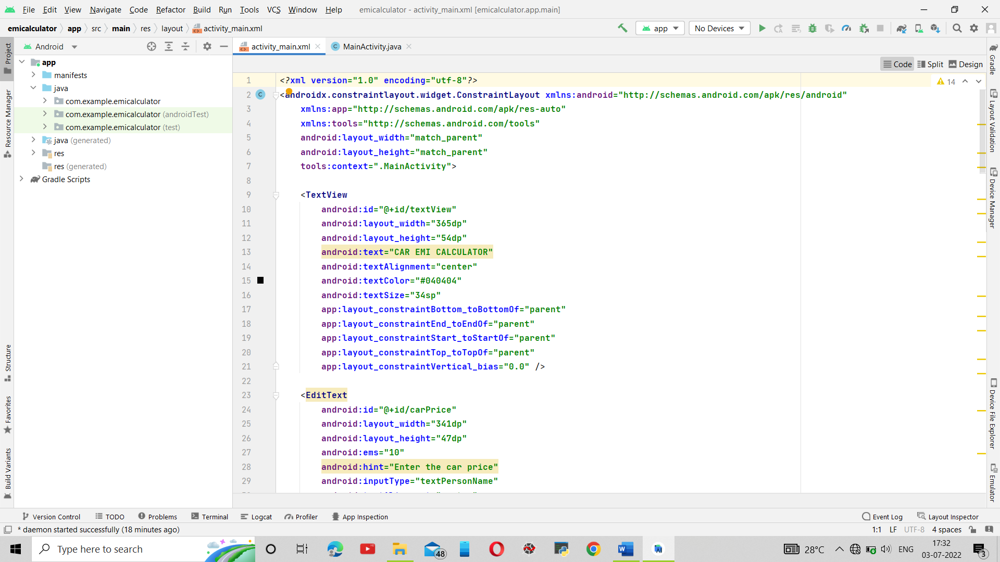 File Edit View Navigate Code Refactor Build Run Tools VCS Window Help emicalculator - activity_main.xml [emicalculator.app.main]
emicalculator app src main res layout activity_main.xml app No Devices
Project
Android
activity_main.xml MainActivity.java
Code Split Design
14
app
manifests
java
com.example.emicalculator
com.example.emicalculator (androidTest)
com.example.emicalculator (test)
java (generated)
res
res (generated)
Gradle Scripts
Resource Manager
Structure
Favorites
Build Variants
1 <?xml version="1.0" encoding="utf-8"?>
2 <androidx.constraintlayout.widget.ConstraintLayout xmlns:android="http://schemas.android.com/apk/res/android"
3 xmlns:app="http://schemas.android.com/apk/res-auto"
4 xmlns:tools="http://schemas.android.com/tools"
5 android:layout_width="match_parent"
6 android:layout_height="match_parent"
7 tools:context=".MainActivity">
8
9 <TextView
10 android:id="@+id/textView"
11 android:layout_width="365dp"
12 android:layout_height="54dp"
13 android:text="CAR EMI CALCULATOR"
14 android:textAlignment="center"
15 android:textColor="#040404"
16 android:textSize="34sp"
17 app:layout_constraintBottom_toBottomOf="parent"
18 app:layout_constraintEnd_toEndOf="parent"
19 app:layout_constraintStart_toStartOf="parent"
20 app:layout_constraintTop_toTopOf="parent"
21 app:layout_constraintVertical_bias="0.0" />
22
23 <EditText
24 android:id="@+id/carPrice"
25 android:layout_width="341dp"
26 android:layout_height="47dp"
27 android:ems="10"
28 android:hint="Enter the car price"
29 android:inputType="textPersonName"
Gradle
Layout Validation
Device Manager
Device File Explorer
Emulator
Version Control TODO Problems Terminal Logcat Profiler App Inspection Event Log Layout Inspector
* daemon started successfully (18 minutes ago) 1:1 LF UTF-8 4 spaces
Type here to search 48 28°C ENG 17:32
03-07-2022 3